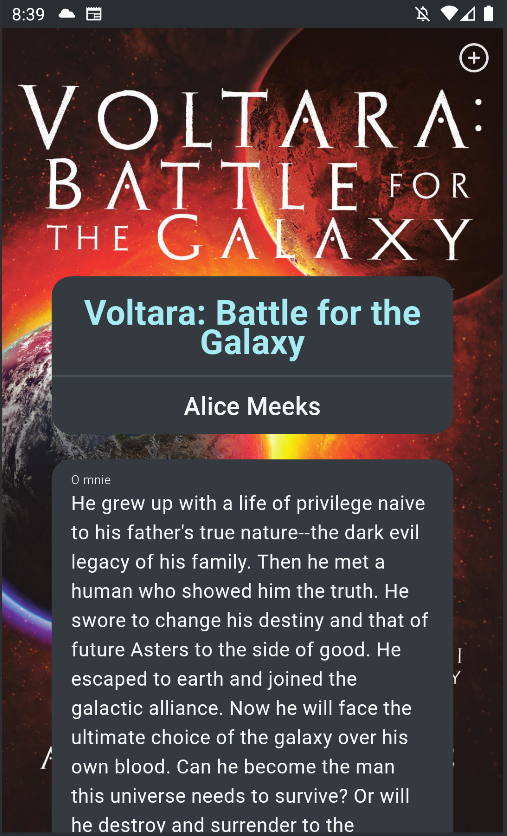 8:39
VOLTARA:
BATTLE FOR
THE GALAXY
Voltara: Battle for the
Galaxy
Alice Meeks
O mnie
He grew up with a life of privilege naive
to his father's true nature--the dark evil
legacy of his family. Then he met a
human who showed him the truth. He
swore to change his destiny and that of
future Asters to the side of good. He
escaped to earth and joined the
galactic alliance. Now he will face the
ultimate choice of the galaxy over his
own blood. Can he become the man
this universe needs to survive? Or will
he destroy and surrender to the